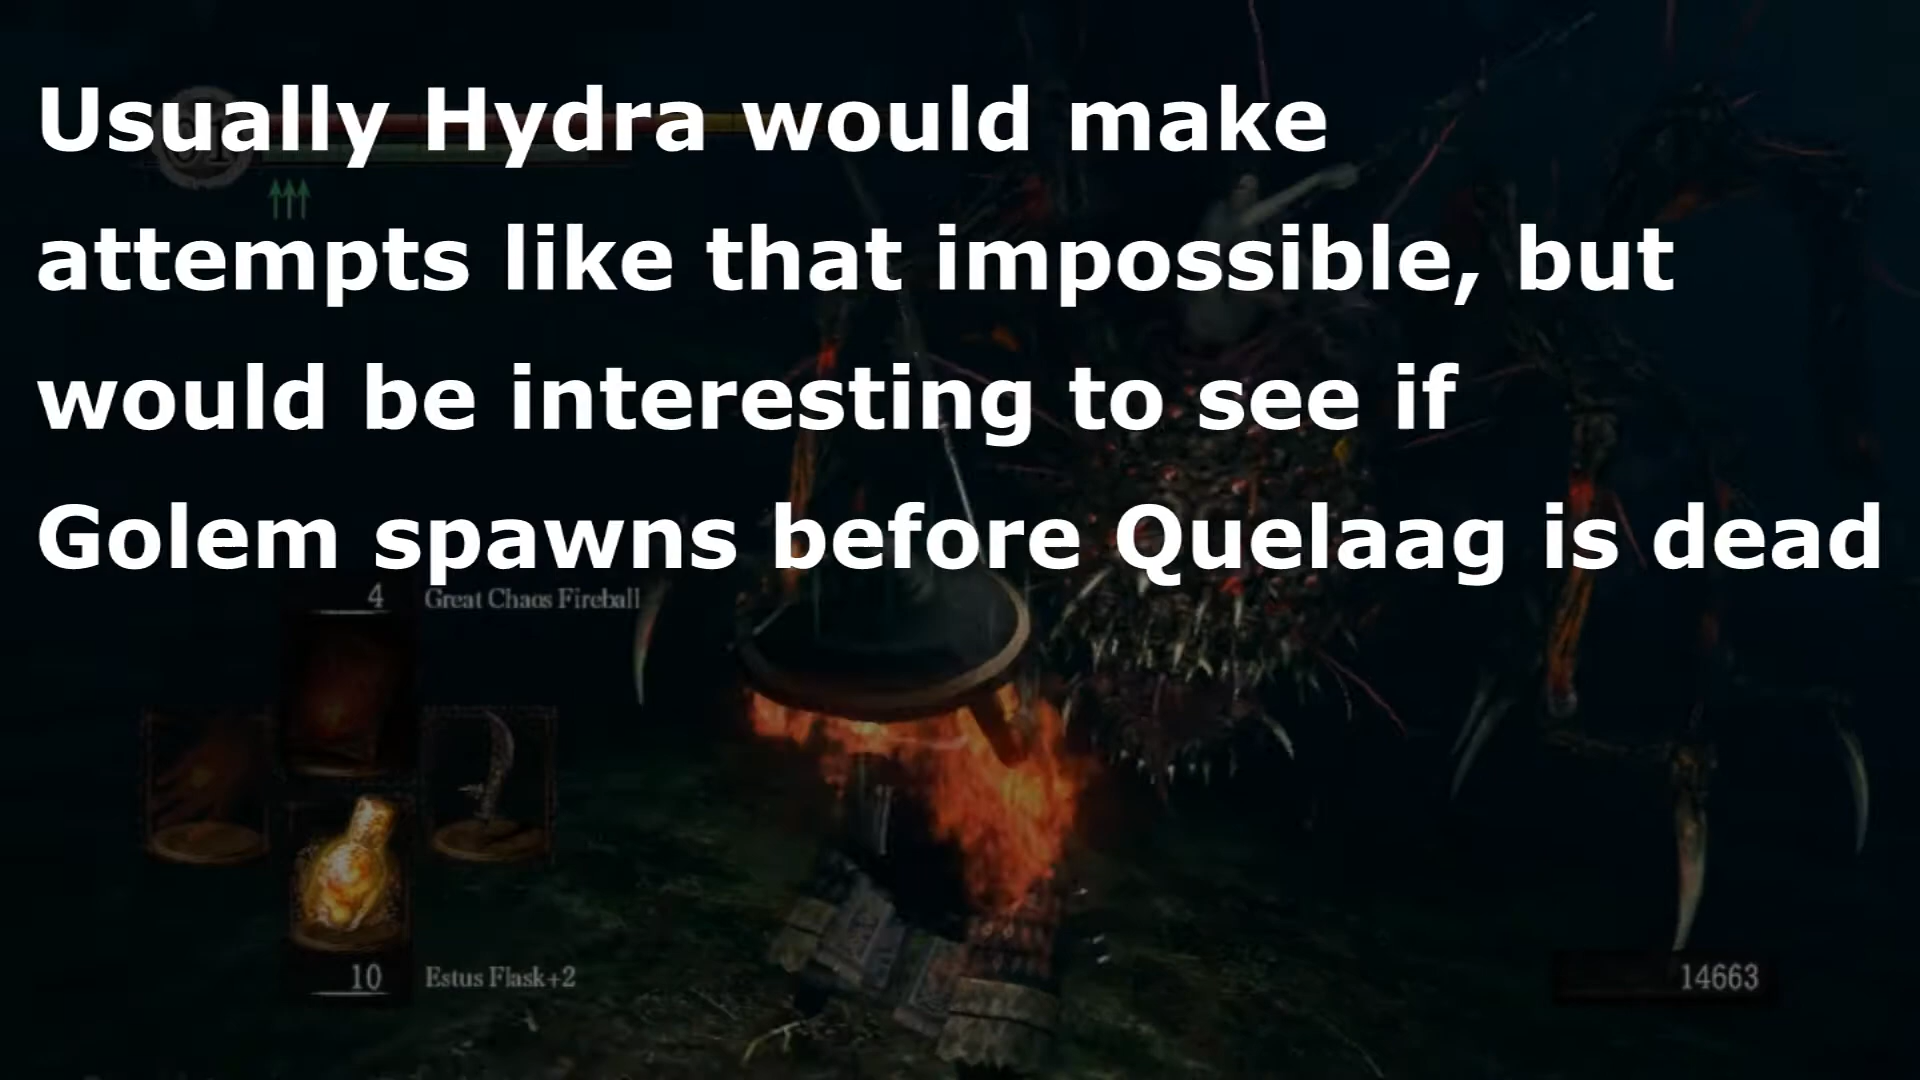 Usually Hydra would make
attempts like that impossible, but
would be interesting to see if
Golem spawns before Quelaag is dead
4 Great Chaos Fireball
10 Estus Flask+2
14663